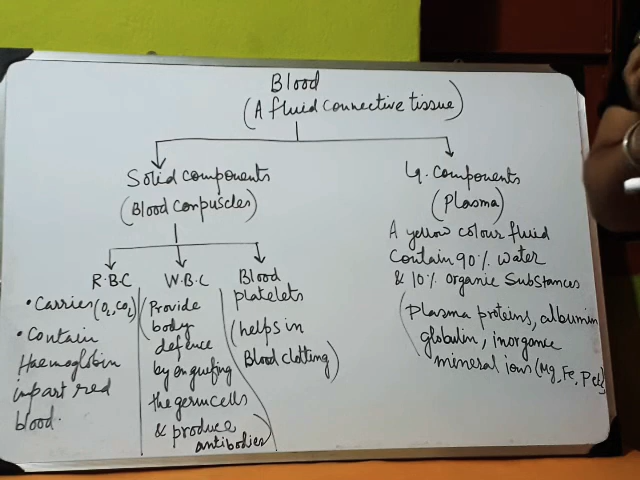 Blood
(A fluid connective tissue)
Solid components
(Blood corpuscles)
R.B.C
• Carries (O2, CO2)
• Contain
Haemoglobin
impart red
blood.
W.B.C
(Provide
body
defence
by engulfing
the germcells
& produce
antibodies)
Blood
platelets
(helps in
Blood clotting)
Lq. Components
(Plasma)
A yellow colour fluid
Contain 90% water
& 10% organic Substances
(Plasma proteins, albumin
globulin, inorganic
mineral ions (Mg, Fe, P etc)